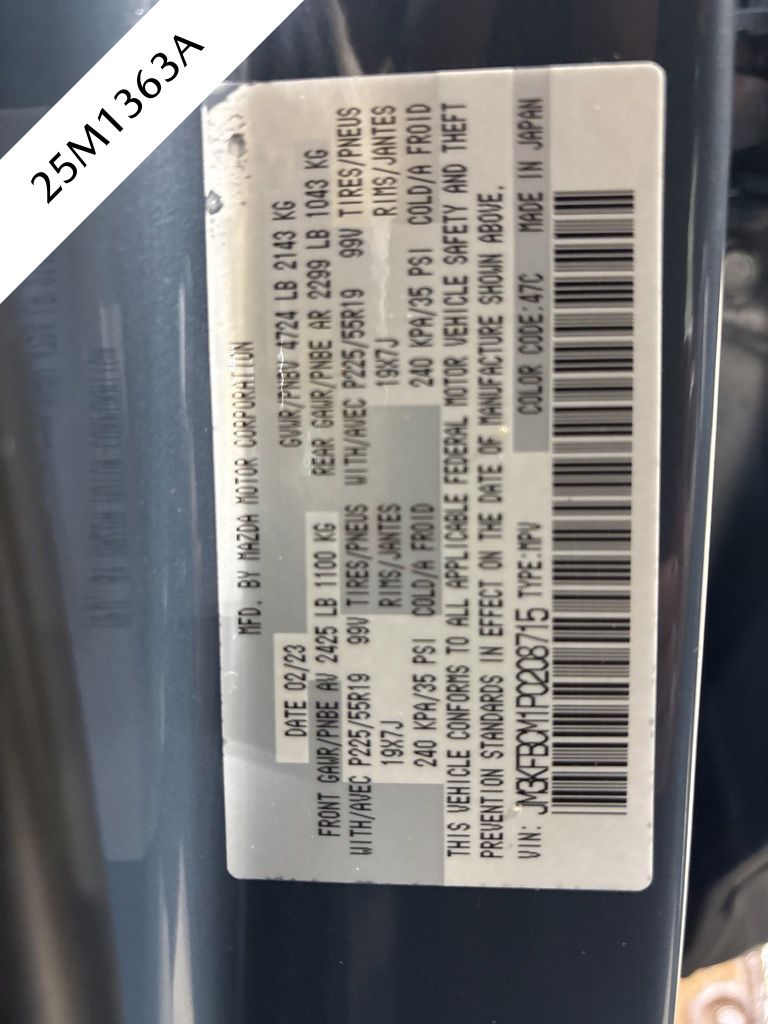 25M1363A
MFD. BY MAZDA MOTOR CORPORATION
DATE 02/23 GVWR/PNBV 4724 LB 2143 KG
FRONT GAWR/PNBE AV 2425 LB 1100 KG REAR GAWR/PNBE AR 2299 LB 1043 KG
WITH/AVEC P225/55R19 99V TIRES/PNEUS WITH/AVEC P225/55R19 99V TIRES/PNEUS
19X7J RIMS/JANTES 19X7J RIMS/JANTES
240 KPA/35 PSI COLD/A FROID 240 KPA/35 PSI COLD/A FROID
THIS VEHICLE CONFORMS TO ALL APPLICABLE FEDERAL MOTOR VEHICLE SAFETY AND THEFT
PREVENTION STANDARDS IN EFFECT ON THE DATE OF MANUFACTURE SHOWN ABOVE.
VIN: JM3KFBCM1P0208715 TYPE:MPV COLOR CODE:47C MADE IN JAPAN